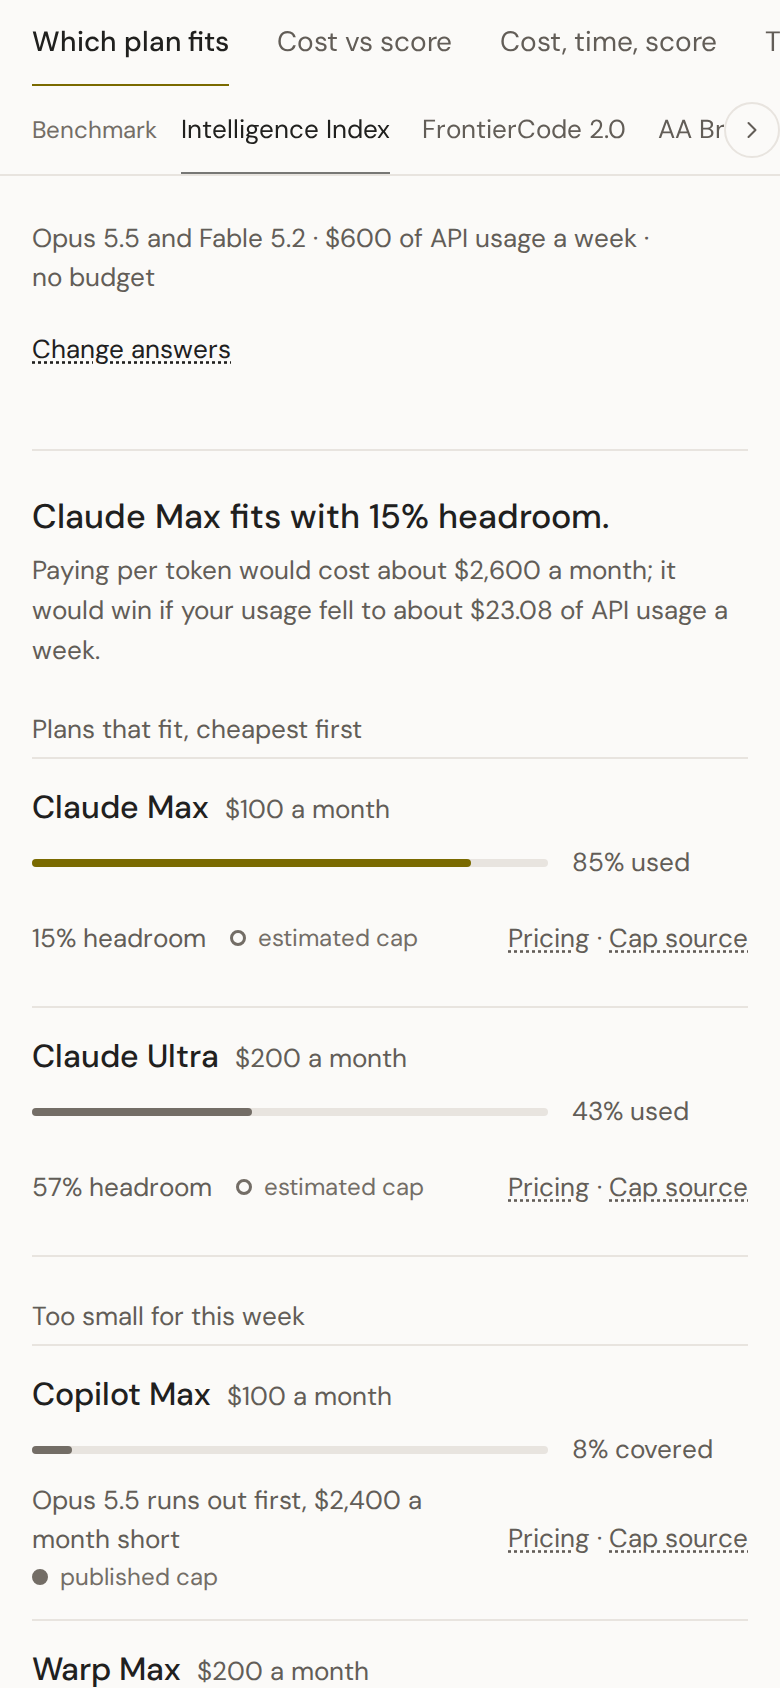 Which plan fits Cost vs score Cost, time, score T
Benchmark Intelligence Index FrontierCode 2.0 AA Br
Opus 5.5 and Fable 5.2 · $600 of API usage a week ·
no budget
Change answers
Claude Max fits with 15% headroom.
Paying per token would cost about $2,600 a month; it
would win if your usage fell to about $23.08 of API usage a
week.
Plans that fit, cheapest first
Claude Max $100 a month
85% used
15% headroom estimated cap Pricing · Cap source
Claude Ultra $200 a month
43% used
57% headroom estimated cap Pricing · Cap source
Too small for this week
Copilot Max $100 a month
8% covered
Opus 5.5 runs out first, $2,400 a
month short
Pricing · Cap source
published cap
Warp Max $200 a month